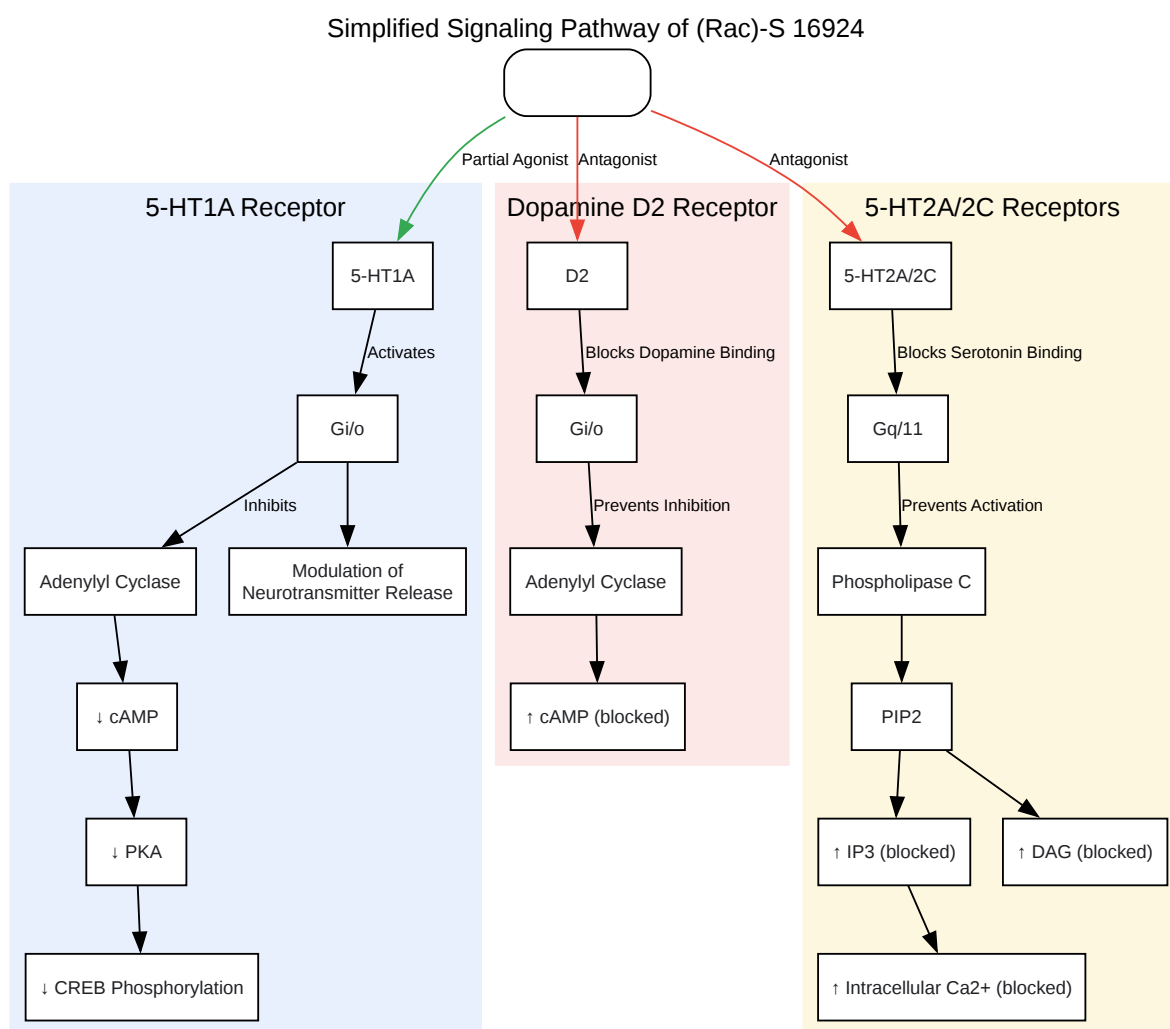 Simplified Signaling Pathway of (Rac)-S 16924
Partial Agonist
Antagonist
Antagonist
5-HT1A Receptor
5-HT1A
Activates
Gi/o
Inhibits
Adenylyl Cyclase
Modulation of
Neurotransmitter Release
↓ cAMP
↓ PKA
↓ CREB Phosphorylation
Dopamine D2 Receptor
D2
Blocks Dopamine Binding
Gi/o
Prevents Inhibition
Adenylyl Cyclase
↑ cAMP (blocked)
5-HT2A/2C Receptors
5-HT2A/2C
Blocks Serotonin Binding
Gq/11
Prevents Activation
Phospholipase C
PIP2
↑ IP3 (blocked)
↑ DAG (blocked)
↑ Intracellular Ca2+ (blocked)